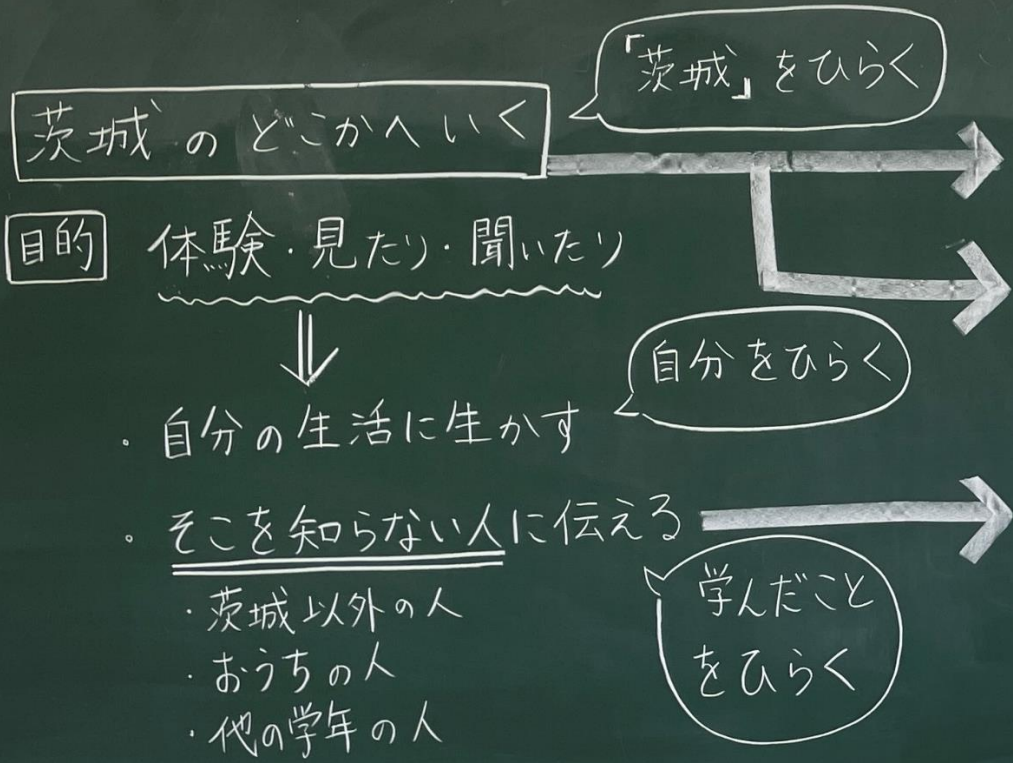 「茨城」をひらく
茨城のどこかへいく
目的 体験・見たり・聞いたり
自分をひらく
・自分の生活に生かす
・そこを知らない人に伝える
・茨城以外の人
・おうちの人
・他の学年の人
学んだこと
をひらく